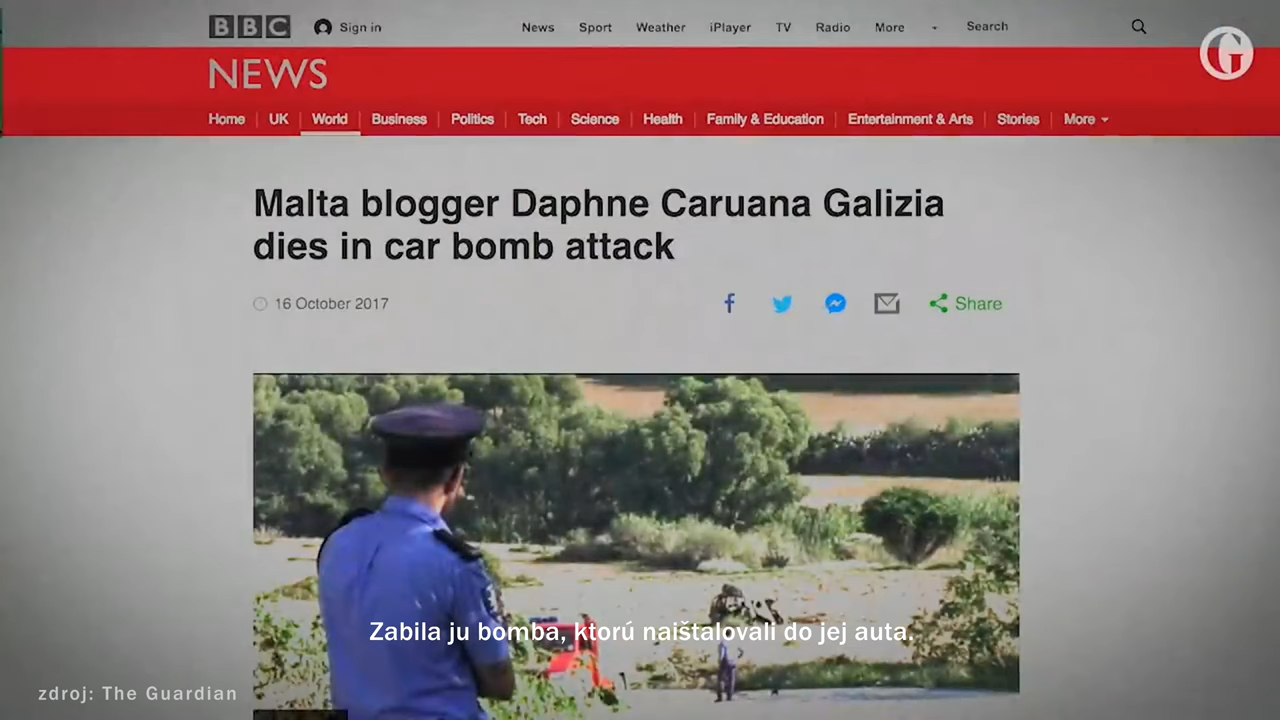 BBC Sign in News Sport Weather iPlayer TV Radio More Search
NEWS
Home UK World Business Politics Tech Science Health Family & Education Entertainment & Arts Stories More
Malta blogger Daphne Caruana Galizia
dies in car bomb attack
16 October 2017 Share
Zabila ju bomba, ktorú naištalovali do jej auta.
zdroj: The Guardian